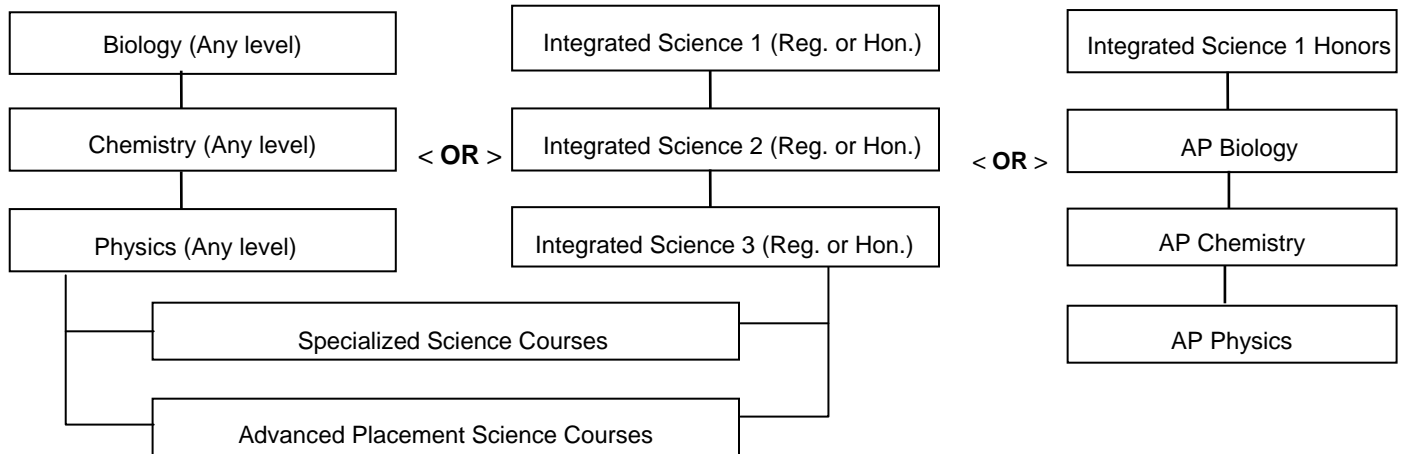 Biology (Any level)
Chemistry (Any level)
Physics (Any level)
< OR >
Integrated Science 1 (Reg. or Hon.)
Integrated Science 2 (Reg. or Hon.)
Integrated Science 3 (Reg. or Hon.)
Specialized Science Courses
Advanced Placement Science Courses
< OR >
Integrated Science 1 Honors
AP Biology
AP Chemistry
AP Physics